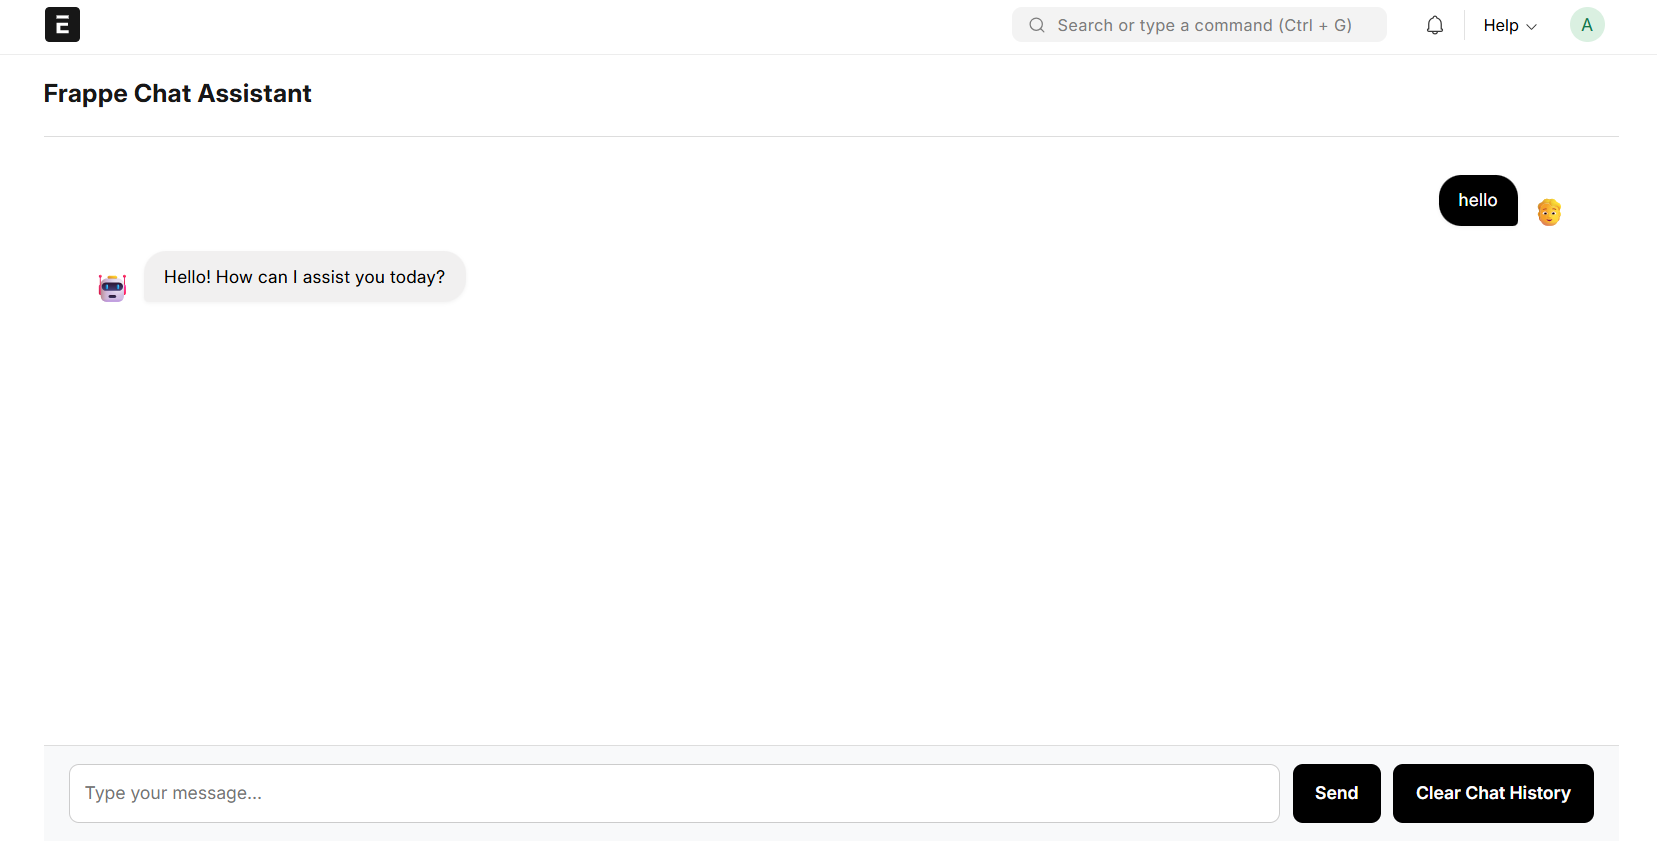 E
Search or type a command (Ctrl + G)
Help
A
Frappe Chat Assistant
hello
Hello! How can I assist you today?
Type your message...
Send
Clear Chat History